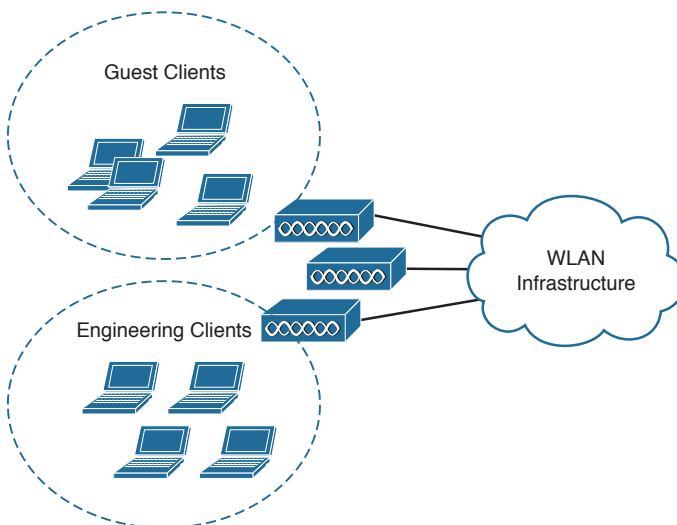 Guest Clients
WLAN
Infrastructure
Engineering Clients